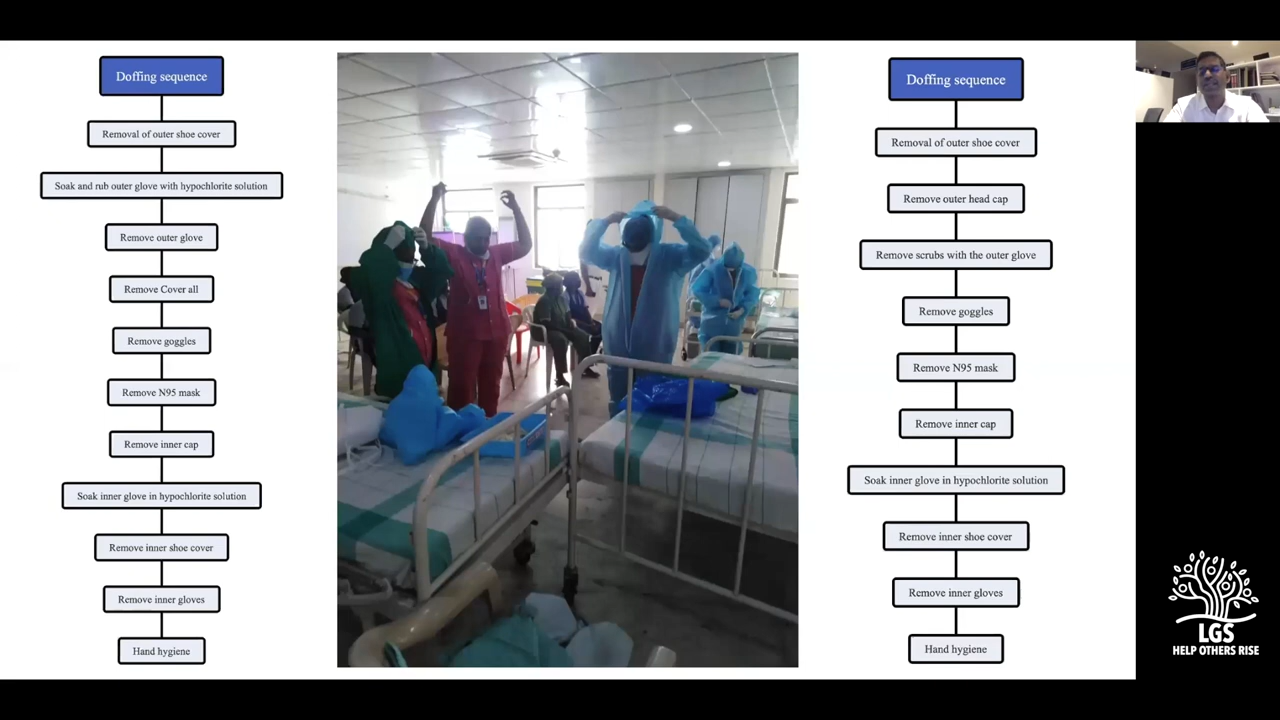 Doffing sequence
Removal of outer shoe cover
Soak and rub outer glove with hypochlorite solution
Remove outer glove
Remove Cover all
Remove goggles
Remove N95 mask
Remove inner cap
Soak inner glove in hypochlorite solution
Remove inner shoe cover
Remove inner gloves
Hand hygiene
Doffing sequence
Removal of outer shoe cover
Remove outer head cap
Remove scrubs with the outer glove
Remove goggles
Remove N95 mask
Remove inner cap
Soak inner glove in hypochlorite solution
Remove inner shoe cover
Remove inner gloves
Hand hygiene
LGS
HELP OTHERS RISE